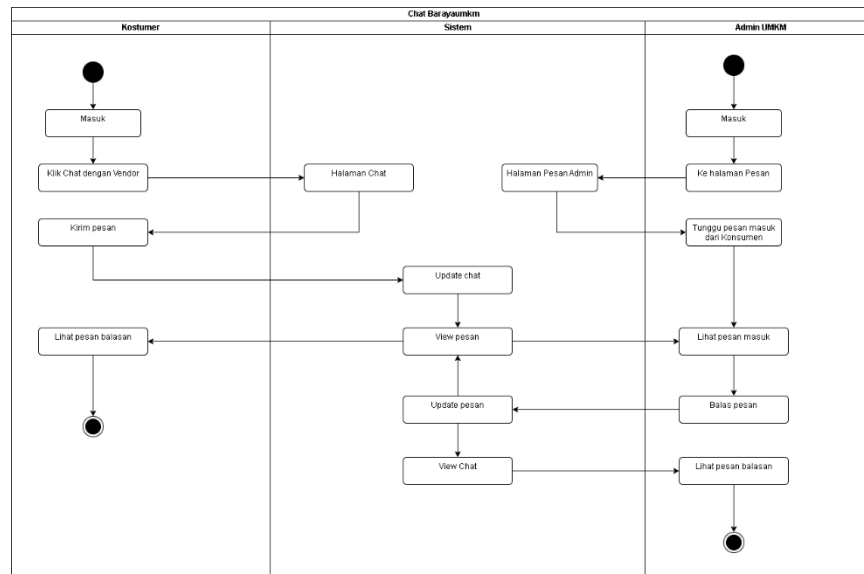 Chat Barayaumkm
Kostumer
Sistem
Admin UMKM
Masuk
Masuk
Klik Chat dengan Vendor
Halaman Chat
Halaman Pesan Admin
Ke halaman Pesan
Kirim pesan
Tunggu pesan masuk
dari Konsumen
Update chat
Lihat pesan balasan
View pesan
Lihat pesan masuk
Update pesan
Balas pesan
View Chat
Lihat pesan balasan